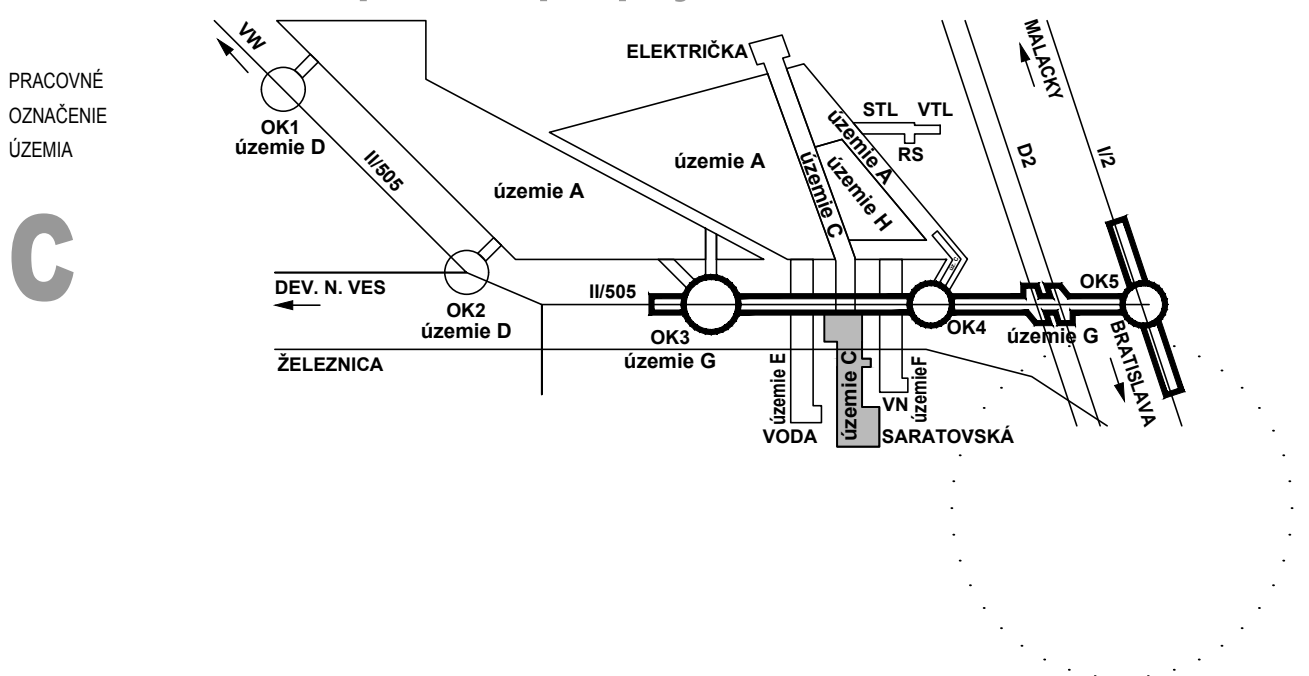 PRACOVNÉ
OZNAČENIE
ÚZEMIA
C
VW
OK1
územie D
II/505
DEV. N. VES
OK2
územie D
ŽELEZNICA
územie A
ELEKTRIČKA
územie A
územie C
územie A
územie H
STL VTL
RS
MALACKY
D2
I/2
II/505
OK3
územie G
OK4
územie G
OK5
BRATISLAVA
územie E
VODA
územie C
VN
územieF
SARATOVSKÁ